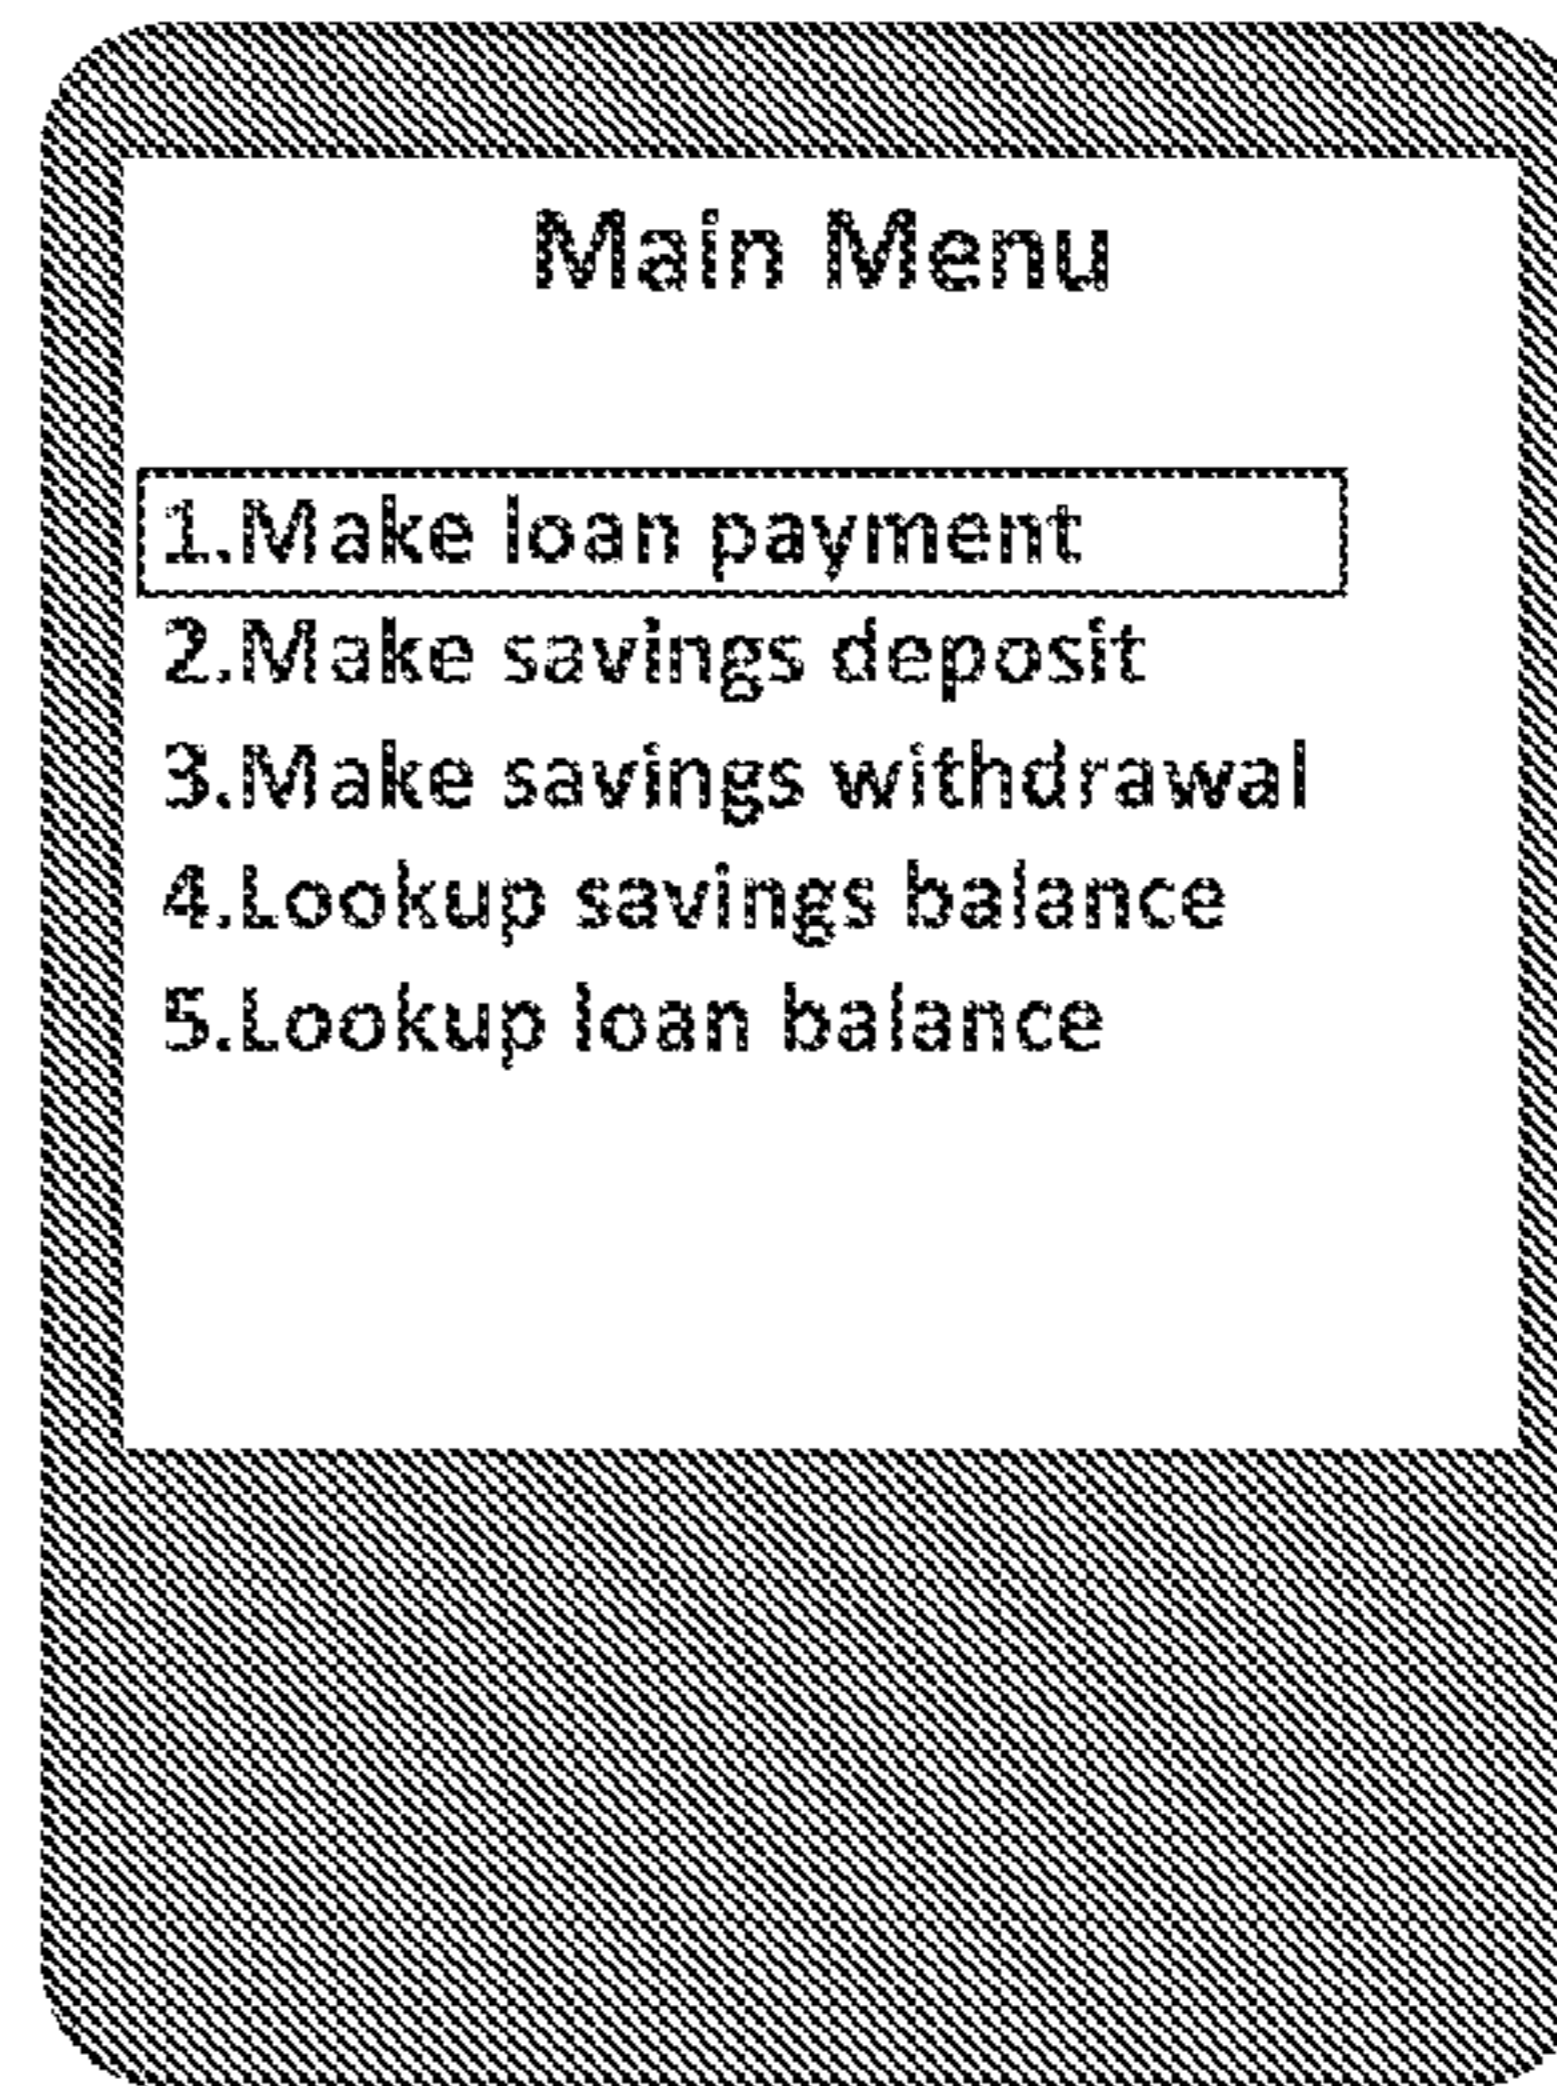 Main Menu
1.Make loan payment
2.Make savings deposit
3.Make savings withdrawal
4.Lookup savings balance
5.Lookup loan balance